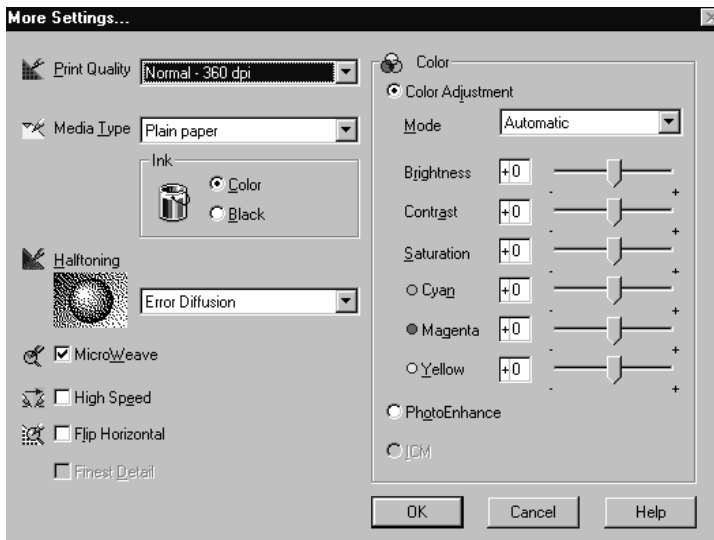 More Settings...
Print Quality
Normal - 360 dpi
Media Type
Plain paper
Ink
Color
Black
Halftoning
Error Diffusion
MicroWeave
High Speed
Flip Horizontal
Finest Detail
Color
Color Adjustment
Mode
Automatic
Brightness +0
- +
Contrast +0
- +
Saturation +0
- +
Cyan +0
- +
Magenta +0
- +
Yellow +0
- +
PhotoEnhance
ICM
OK Cancel Help